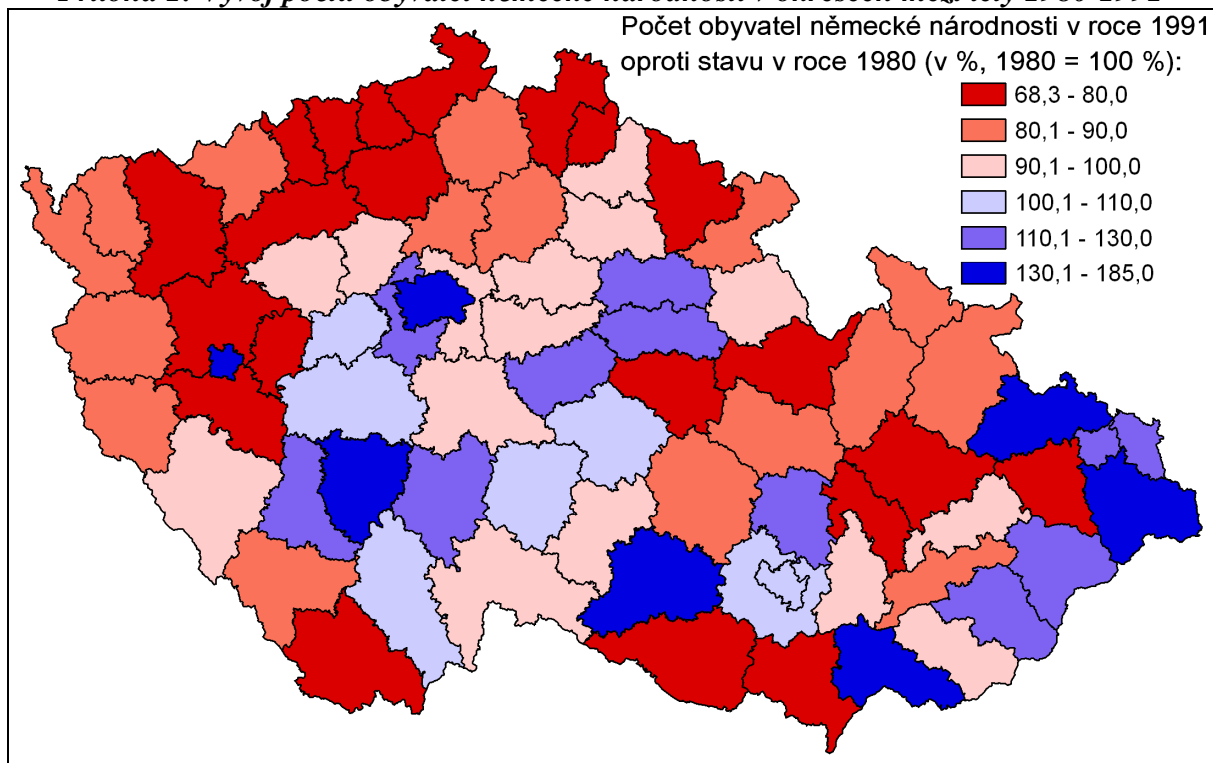 Počet obyvatel německé národnosti v roce 1991
oproti stavu v roce 1980 (v %, 1980 = 100 %):
68,3 - 80,0
80,1 - 90,0
90,1 - 100,0
100,1 - 110,0
110,1 - 130,0
130,1 - 185,0